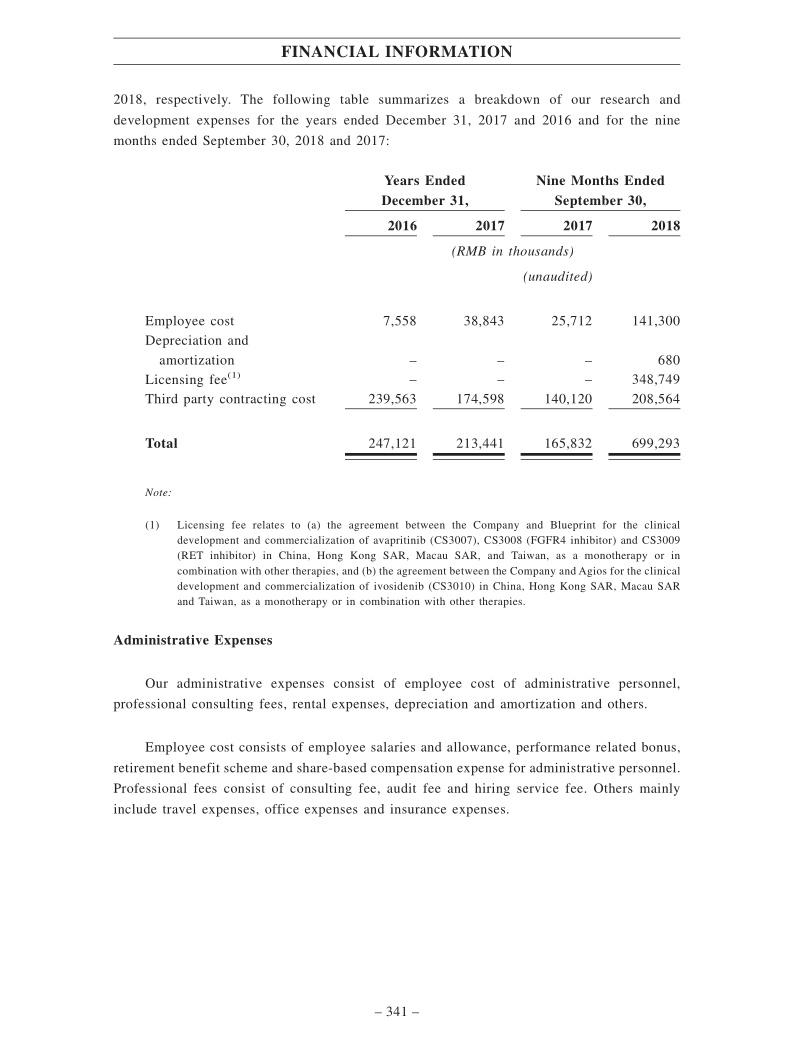 FINANCIAL INFORMATION
2018, respectively. The following table summarizes a breakdown of our research and
development expenses for the years ended December 31, 2017 and 2016 and for the nine
months ended September 30, 2018 and 2017:
Years Ended Nine Months Ended
December 31, September 30,
2016 2017 2017 2018
(RMB in thousands)
(unaudited)
Employee cost 7,558 38,843 25,712 141,300
Depreciation and
amortization – – – 680
Licensing fee(1) – – – 348,749
Third party contracting cost 239,563 174,598 140,120 208,564
Total 247,121 213,441 165,832 699,293
Note:
(1) Licensing fee relates to (a) the agreement between the Company and Blueprint for the clinical
development and commercialization of avapritinib (CS3007), CS3008 (FGFR4 inhibitor) and CS3009
(RET inhibitor) in China, Hong Kong SAR, Macau SAR, and Taiwan, as a monotherapy or in
combination with other therapies, and (b) the agreement between the Company and Agios for the clinical
development and commercialization of ivosidenib (CS3010) in China, Hong Kong SAR, Macau SAR
and Taiwan, as a monotherapy or in combination with other therapies.
Administrative Expenses
Our administrative expenses consist of employee cost of administrative personnel,
professional consulting fees, rental expenses, depreciation and amortization and others.
Employee cost consists of employee salaries and allowance, performance related bonus,
retirement benefit scheme and share-based compensation expense for administrative personnel.
Professional fees consist of consulting fee, audit fee and hiring service fee. Others mainly
include travel expenses, office expenses and insurance expenses.
– 341 –